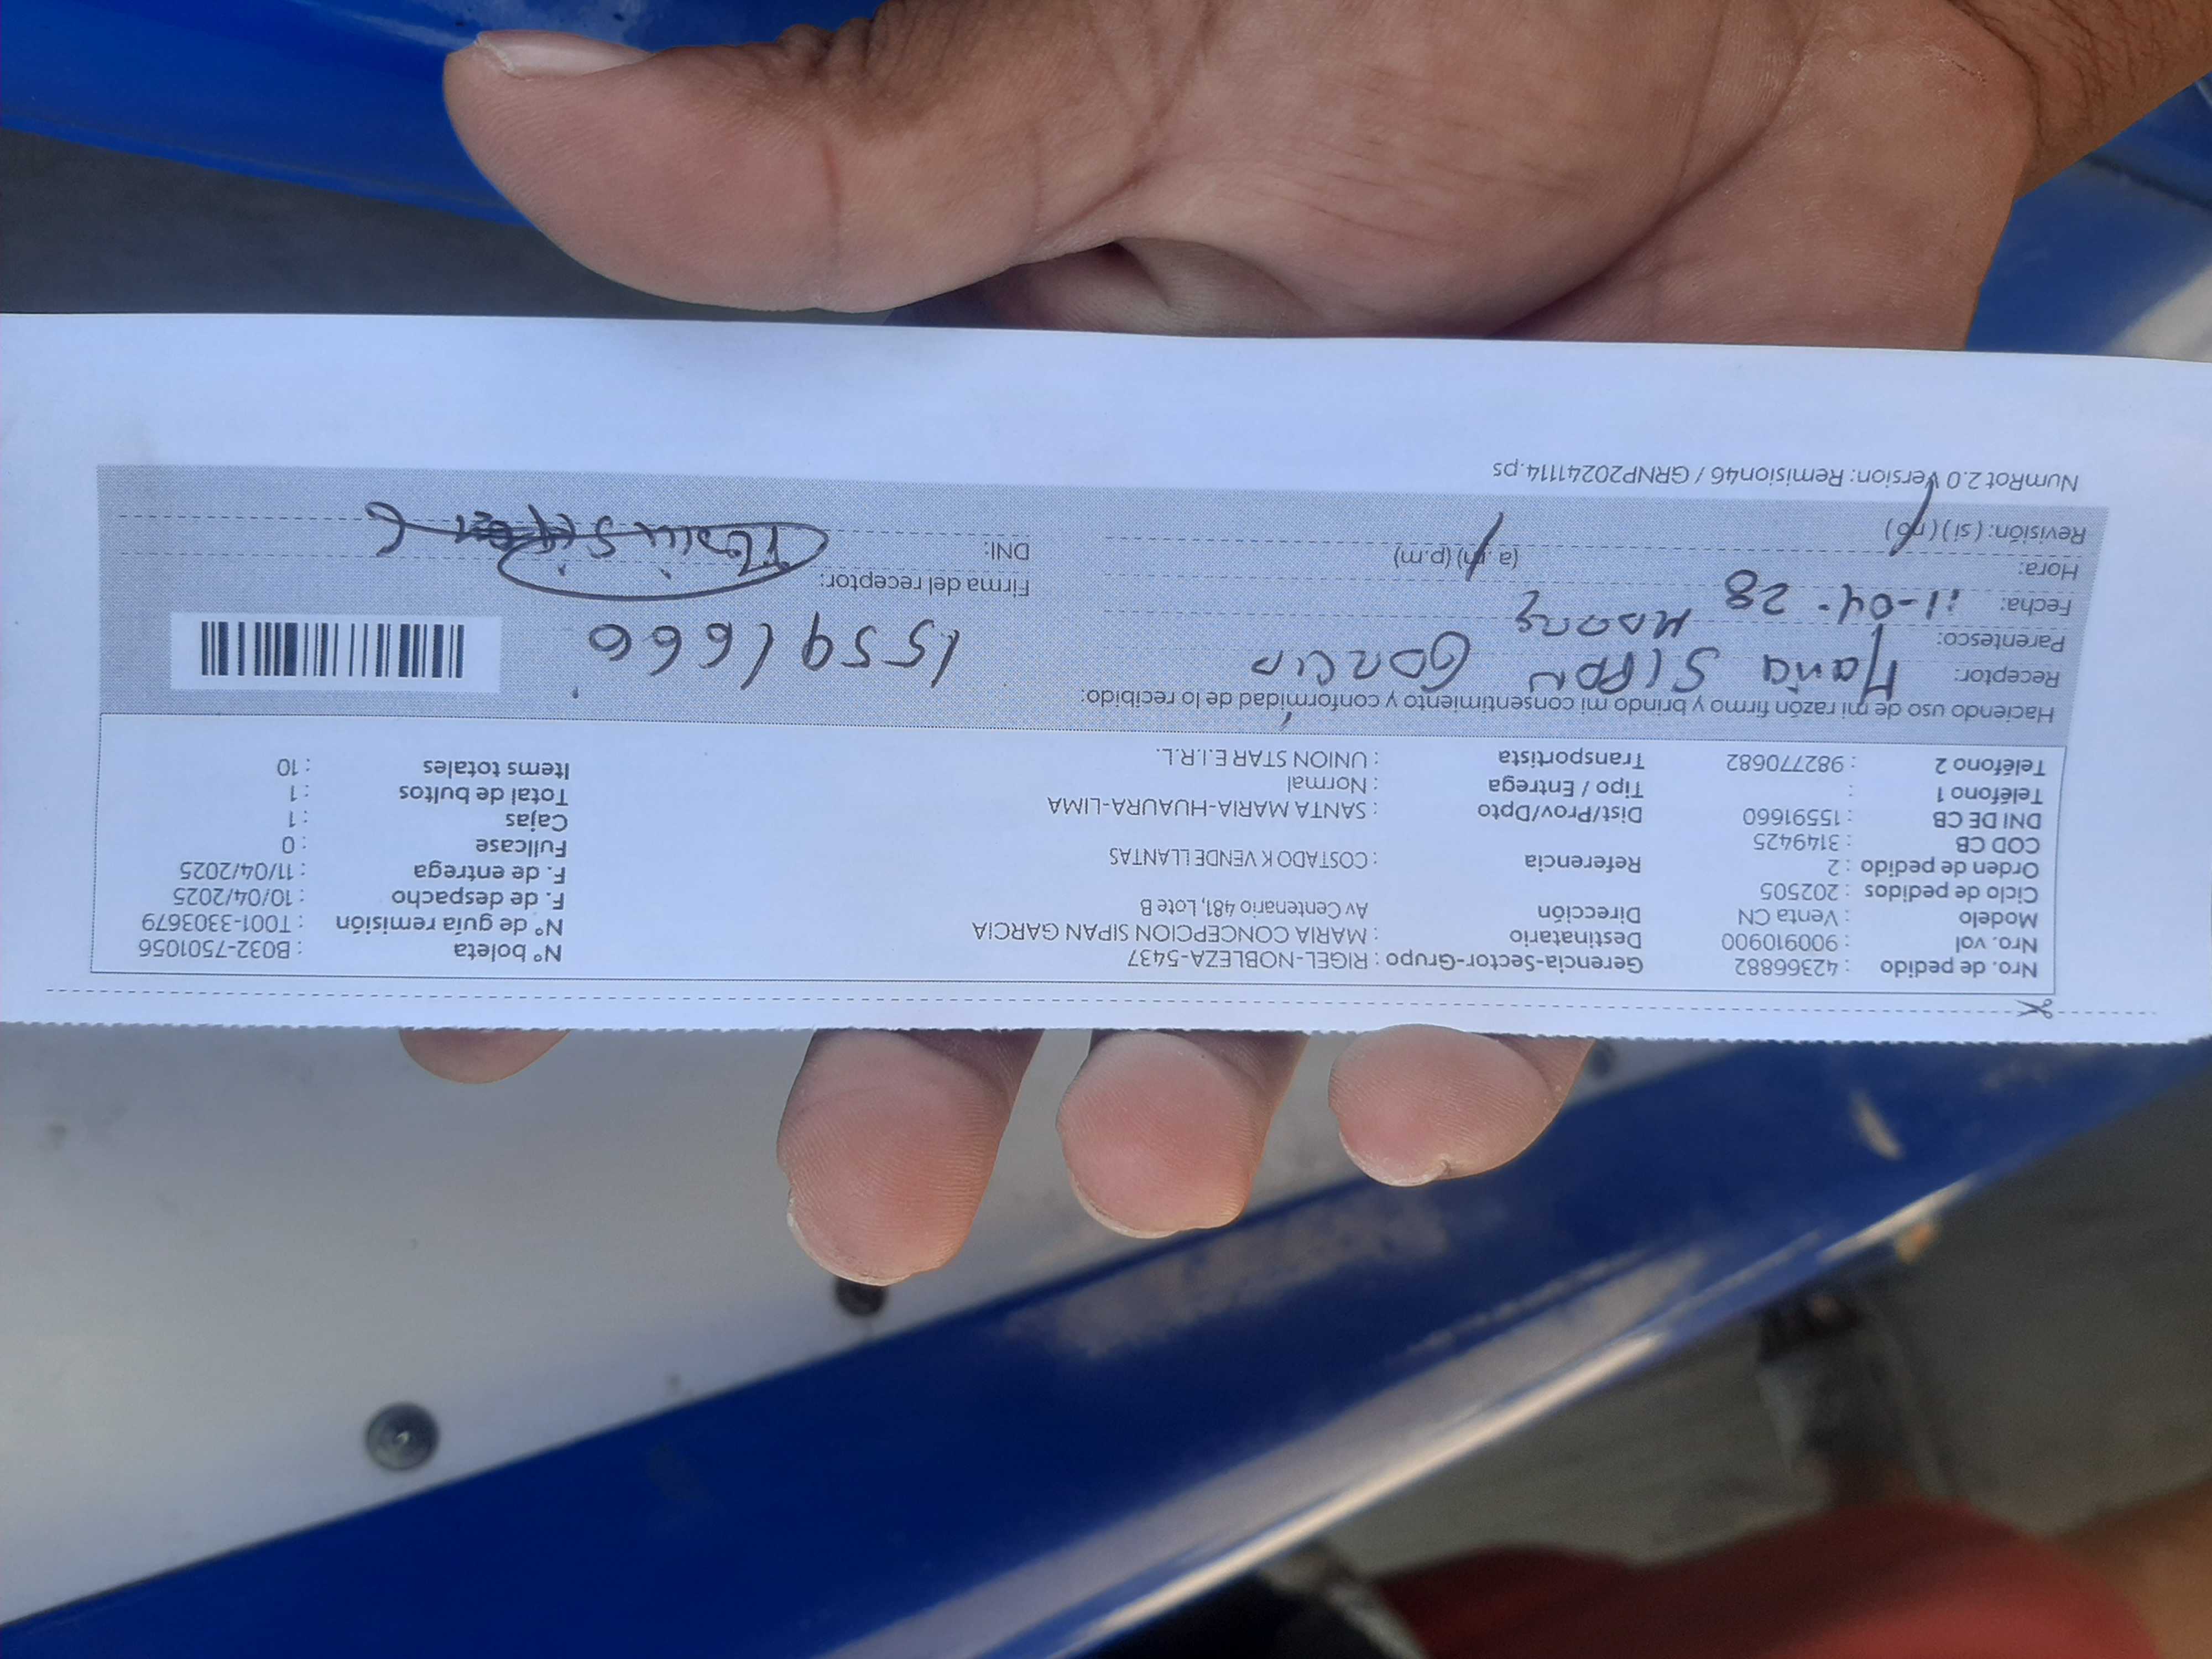 Nro. de pedido : 42366882 Gerencia-Sector-Grupo : RIGEL-NOBLEZA-5437 N° boleta : B032-7501056
Nro. vol : 900910900 Destinatario : MARIA CONCEPCION SIPAN GARCIA N° de guía remisión : T001-3303679
Modelo : Venta CN Dirección Av Centenario 481, Lote B F. de despacho : 10/04/2025
Ciclo de pedidos : 202505 F. de entrega : 11/04/2025
Orden de pedido : 2 Referencia : COSTADO K VENDE LLANTAS Fullcase : 0
COD CB : 3149425 Cajas : 1
DNI DE CB : 15591660 Dist/Prov/Dpto : SANTA MARIA-HUAURA-LIMA Total de bultos : 1
Teléfono 1 : Tipo / Entrega : Normal Items totales : 10
Teléfono 2 : 982770682 Transportista : UNION STAR E.I.R.L.
Haciendo uso de mi razón firmo y brindo mi consentimiento y conformidad de lo recibido:
Receptor: Maria SIPAN GARCIA 15591660
Parentesco:
Fecha: 11-04- 28 Firma del receptor:
Hora: (a.m) (p.m) DNI:
Revisión: (si) (no)
NumRot 2.0 Version: Remision46 / GRNP20241114.ps